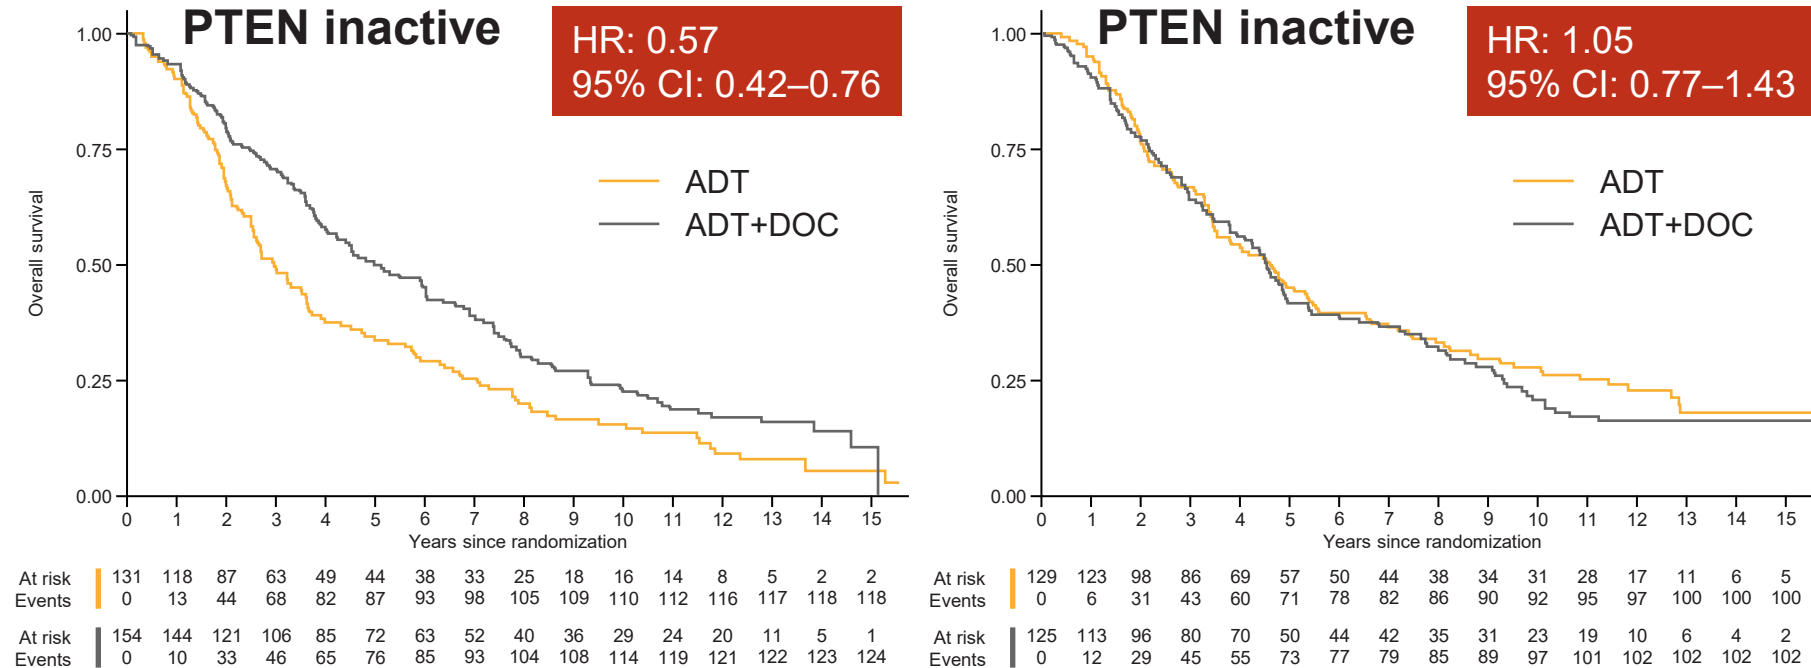 PTEN inactive
HR: 0.57
95% CI: 0.42–0.76
ADT
ADT+DOC
Overall survival
1.00
0.75
0.50
0.25
0.00
0 1 2 3 4 5 6 7 8 9 10 11 12 13 14 15
Years since randomization
At risk 131 118 87 63 49 44 38 33 25 18 16 14 8 5 2 2
Events 0 13 44 68 82 87 93 98 105 109 110 112 116 117 118 118
At risk 154 144 121 106 85 72 63 52 40 36 29 24 20 11 5 1
Events 0 10 33 46 65 76 85 93 104 108 114 119 121 122 123 124
PTEN inactive
HR: 1.05
95% CI: 0.77–1.43
ADT
ADT+DOC
Overall survival
1.00
0.75
0.50
0.25
0.00
0 1 2 3 4 5 6 7 8 9 10 11 12 13 14 15
Years since randomization
At risk 129 123 98 86 69 57 50 44 38 34 31 28 17 11 6 5
Events 0 6 31 43 60 71 78 82 86 90 92 95 97 100 100 100
At risk 125 113 96 80 70 50 44 42 35 31 23 19 10 6 4 2
Events 0 12 29 45 55 73 77 79 85 89 97 101 102 102 102 102